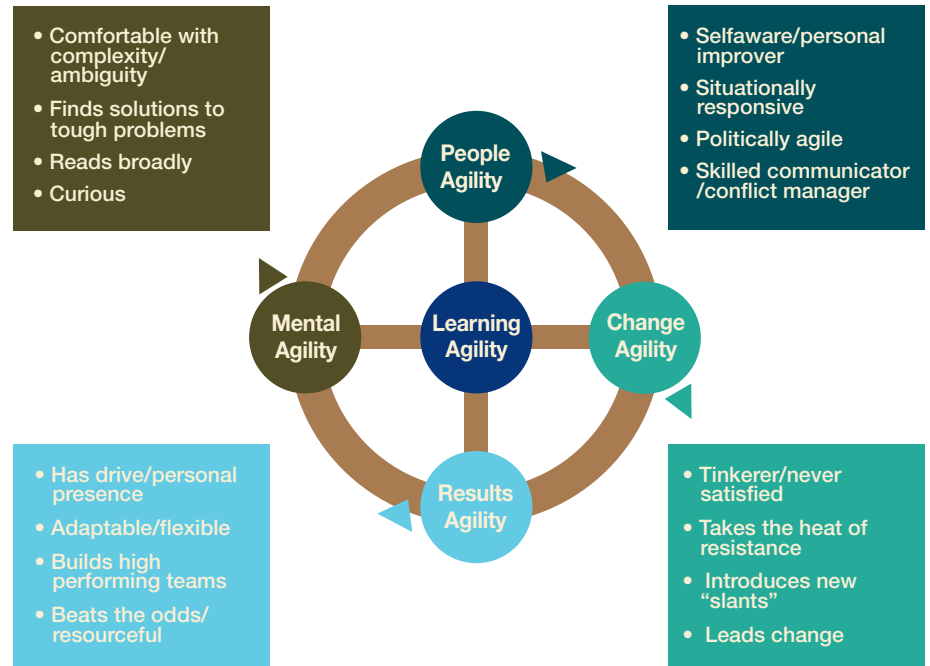 • Comfortable with
complexity/
ambiguity
• Finds solutions to
tough problems
• Reads broadly
• Curious
• Selfaware/personal
improver
• Situationally
responsive
• Politically agile
• Skilled communicator
/conflict manager
People
Agility
Mental
Agility
Learning
Agility
Change
Agility
Results
Agility
• Has drive/personal
presence
• Adaptable/flexible
• Builds high
performing teams
• Beats the odds/
resourceful
• Tinkerer/never
satisfied
• Takes the heat of
resistance
• Introduces new
“slants”
• Leads change